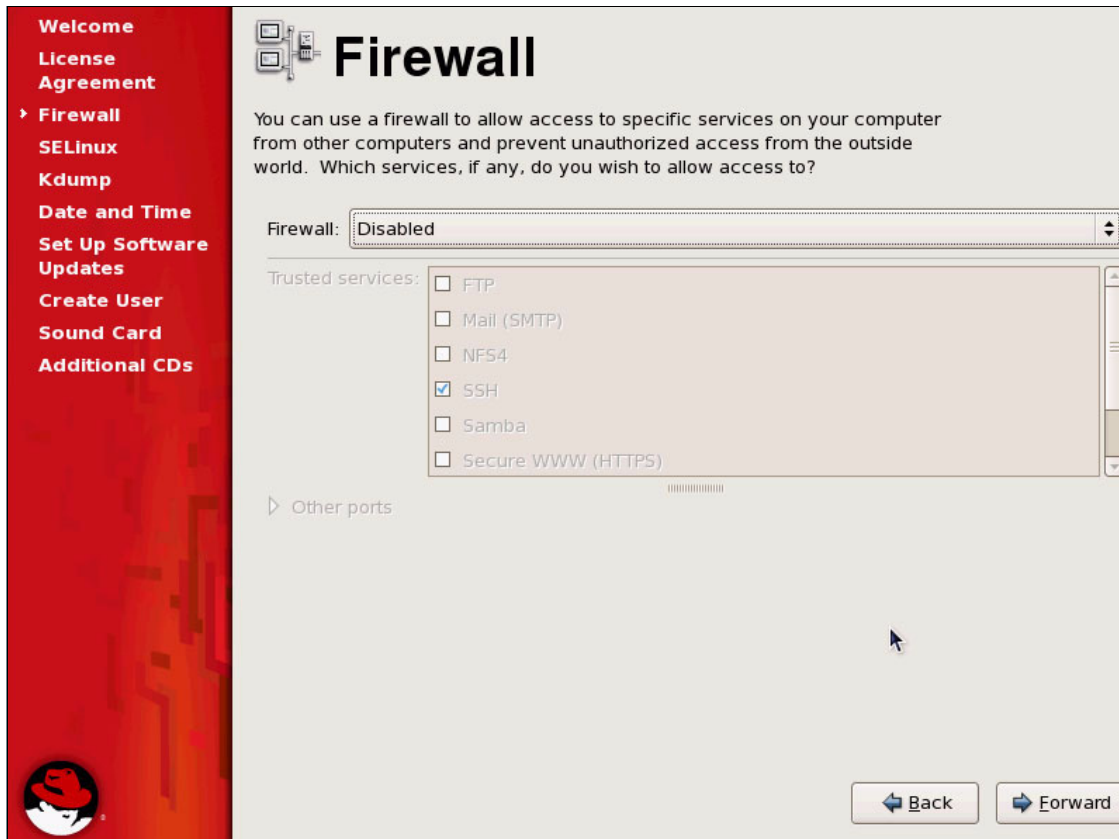 Welcome
License
Agreement
Firewall
SELinux
Kdump
Date and Time
Set Up Software
Updates
Create User
Sound Card
Additional CDs
Firewall
You can use a firewall to allow access to specific services on your computer
from other computers and prevent unauthorized access from the outside
world.  Which services, if any, do you wish to allow access to?
Firewall: Disabled
Trusted services:
FTP
Mail (SMTP)
NFS4
SSH
Samba
Secure WWW (HTTPS)
Other ports
Back
Forward